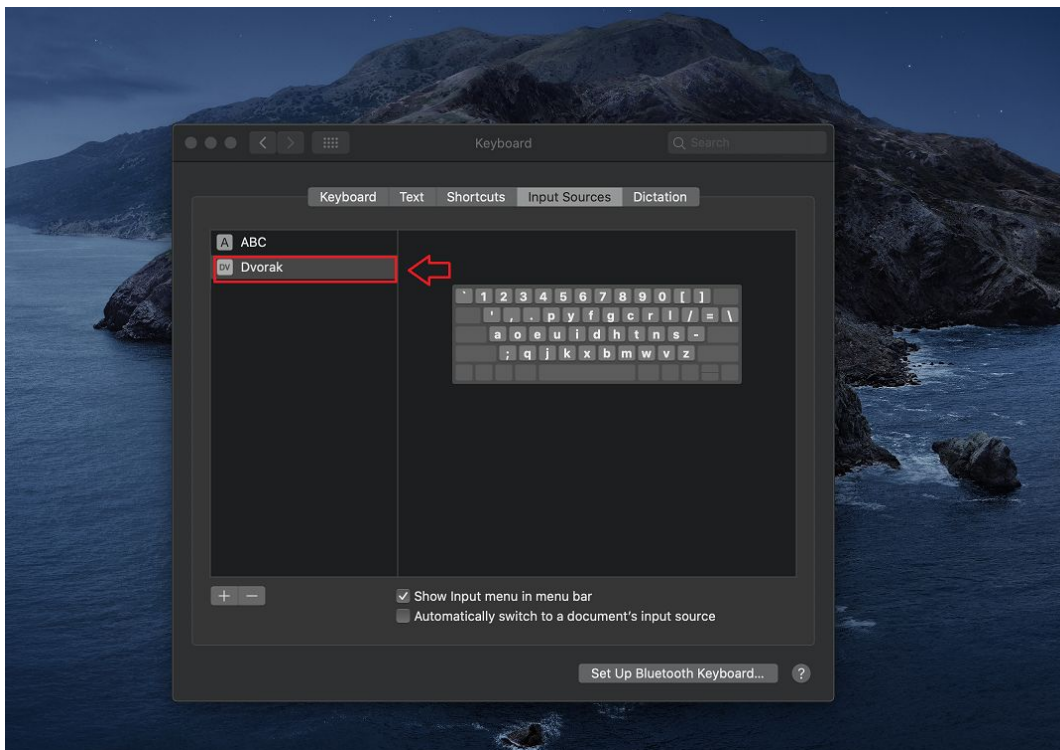 Keyboard
Search
Keyboard Text Shortcuts Input Sources Dictation
A ABC
DV Dvorak
` 1 2 3 4 5 6 7 8 9 0 [ ]
' , . p y f g c r l / = \
a o e u i d h t n s -
; q j k x b m w v z
Show Input menu in menu bar
Automatically switch to a document's input source
Set Up Bluetooth Keyboard... ?